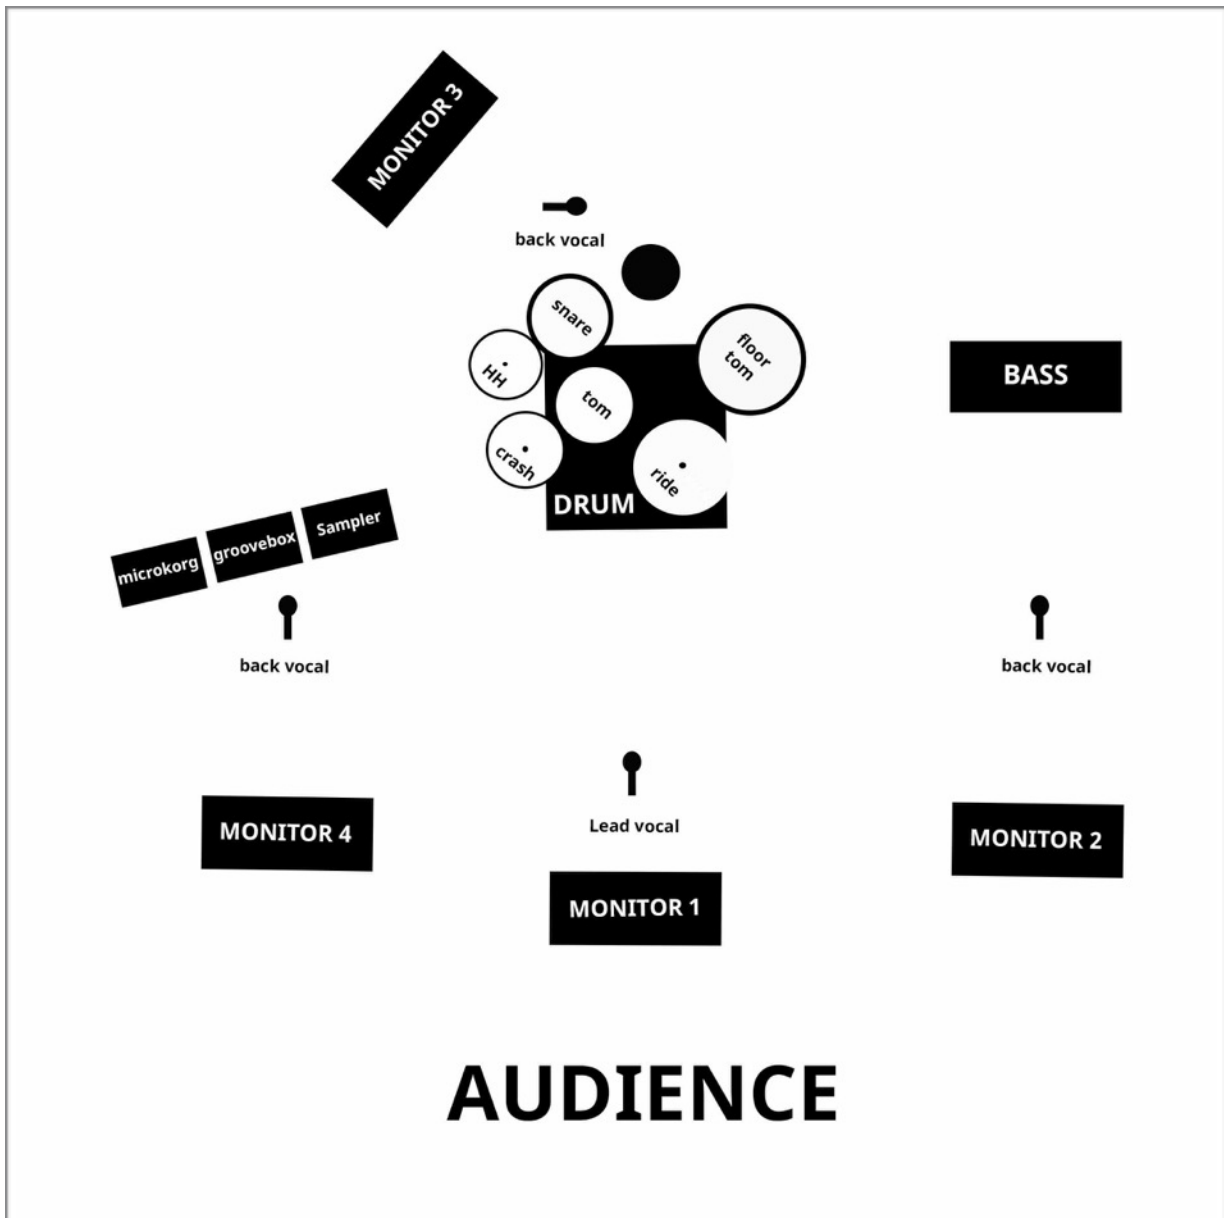 MONITOR 3
back vocal
snare
floor
tom
HH
BASS
tom
crash
ride
DRUM
Sampler
groovebox
microkorg
back vocal
back vocal
Lead vocal
MONITOR 4
MONITOR 2
MONITOR 1
AUDIENCE